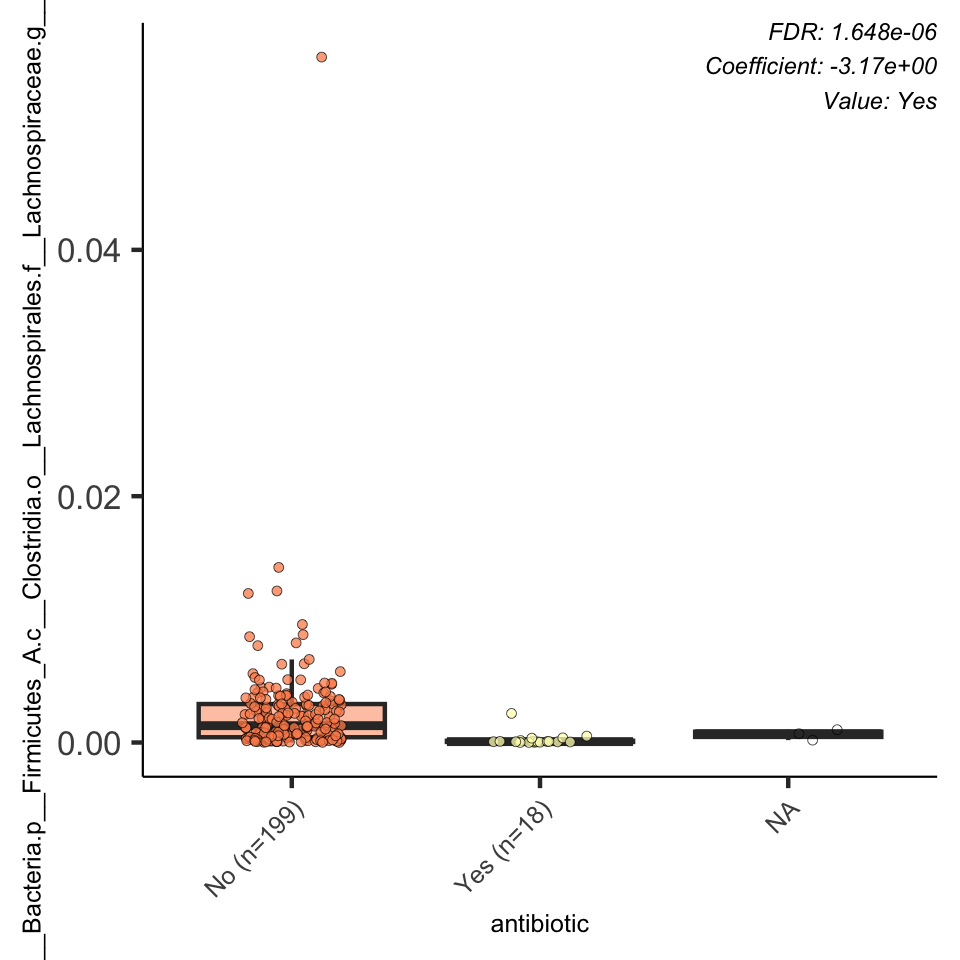 FDR: 1.648e-06
Coefficient: -3.17e+00
Value: Yes
__Bacteria.p__Firmicutes_A.c__Clostridia.o__Lachnospirales.f__Lachnospiraceae.g__
0.04
0.02
0.00
No (n=199)
Yes (n=18)
NA
antibiotic